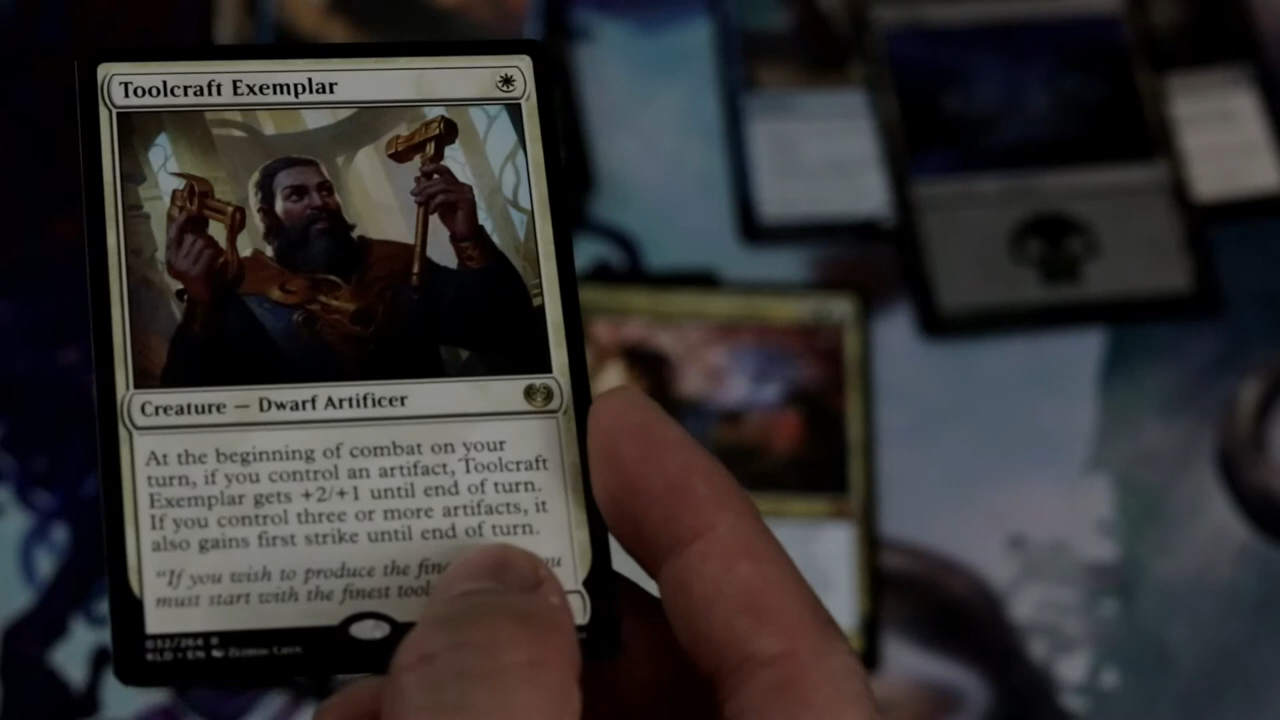 Toolcraft Exemplar
Creature — Dwarf Artificer
At the beginning of combat on your
turn, if you control an artifact, Toolcraft
Exemplar gets +2/+1 until end of turn.
If you control three or more artifacts, it
also gains first strike until end of turn.
"If you wish to produce the
must start with the finest
032/264 R
KLD • EN